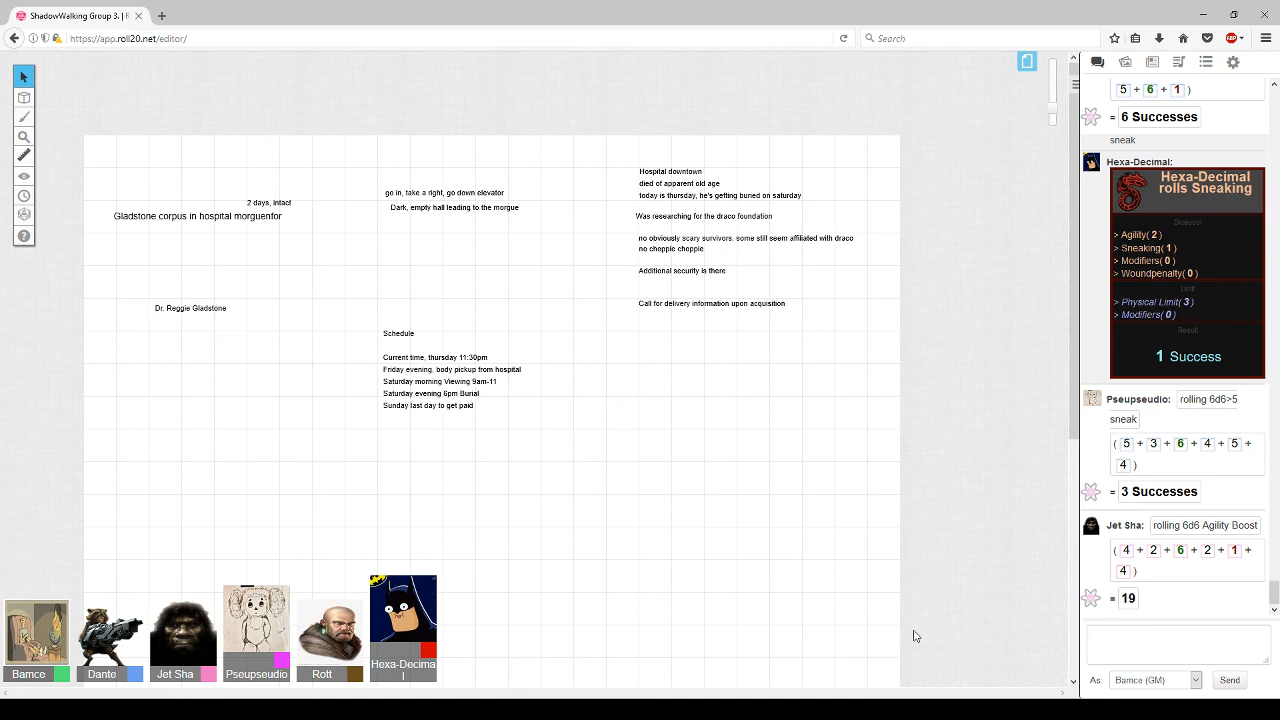 ShadowWalking Group 3. | R
https://app.roll20.net/editor/
Search
2 days, intact
Gladstone corpus in hospital morguenfor
Dr. Reggie Gladstone
go in, take a right, go down elevator
Dark, empty hall leading to the morgue
Schedule
Current time, thursday 11:30pm
Friday evening, body pickup from hospital
Saturday morning Viewing 9am-11
Saturday evening 6pm Burial
Sunday last day to get paid
Hospital downtown
died of apparent old age
today is thursday, he's getting buried on saturday
Was researching for the draco foundation
no obviously scary survivors. some still seem affiliated with draco
no choppie choppie
Additional security is there
Call for delivery information upon acquisition
Bamce
Dante
Jet Sha
Pseupseudio
Rott
Hexa-Decima
l
5 + 6 + 1 )
= 6 Successes
sneak
Hexa-Decimal:
Hexa-Decimal
rolls Sneaking
Dicepool
> Agility( 2 )
> Sneaking( 1 )
> Modifiers( 0 )
> Woundpenalty( 0 )
Limit
> Physical Limit( 3 )
> Modifiers( 0 )
Result
1 Success
Pseupseudio: rolling 6d6>5
sneak
( 5 + 3 + 6 + 4 + 5 +
4 )
= 3 Successes
Jet Sha: rolling 6d6 Agility Boost
( 4 + 2 + 6 + 2 + 1 +
4 )
= 19
As: Bamce (GM) Send